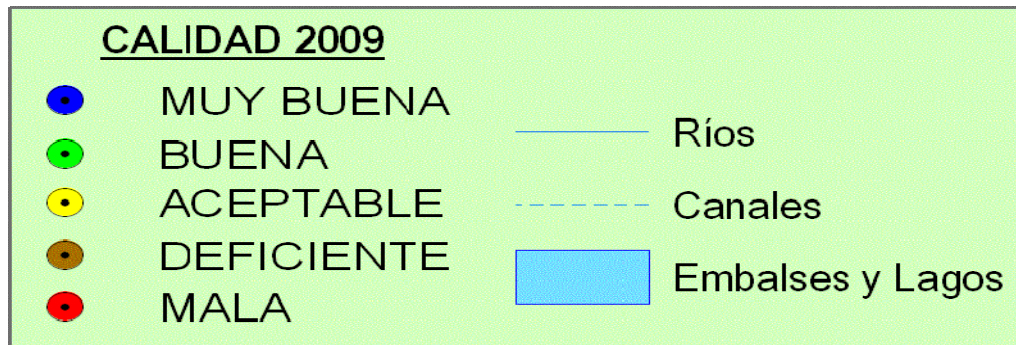 CALIDAD 2009
MUY BUENA
BUENA
ACEPTABLE
DEFICIENTE
MALA
Ríos
Canales
Embalses y Lagos